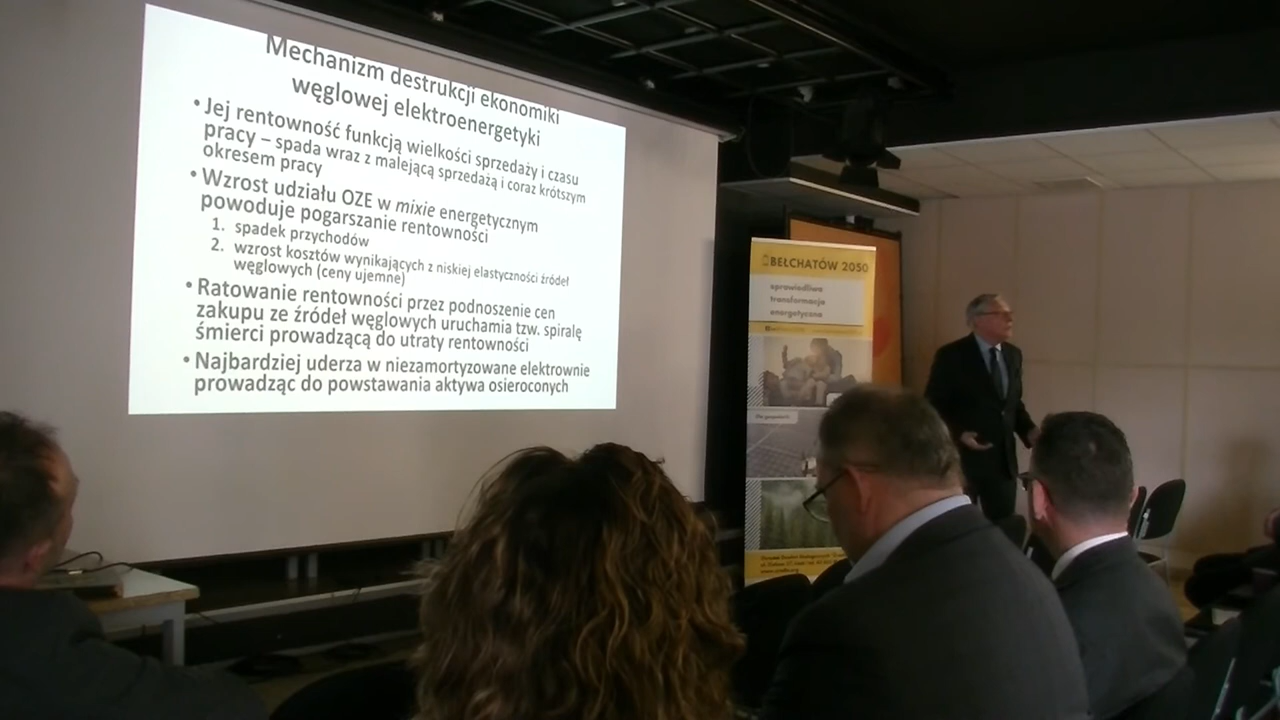 Mechanizm destrukcji ekonomiki
węglowej elektroenergetyki
• Jej rentowność funkcją wielkości sprzedaży i czasu
pracy – spada wraz z malejącą sprzedażą i coraz krótszym
okresem pracy
• Wzrost udziału OZE w mixie energetycznym
powoduje pogarszanie rentowności
1. spadek przychodów
2. wzrost kosztów wynikających z niskiej elastyczności źródeł
węglowych (ceny ujemne)
• Ratowanie rentowności przez podnoszenie cen
zakupu ze źródeł węglowych uruchamia tzw. spiralę
śmierci prowadzącą do utraty rentowności
• Najbardziej uderza w niezamortyzowane elektrownie
prowadząc do powstawania aktywa osieroconych
BEŁCHATÓW 2050
sprawiedliwa
transformacja
energetyczna